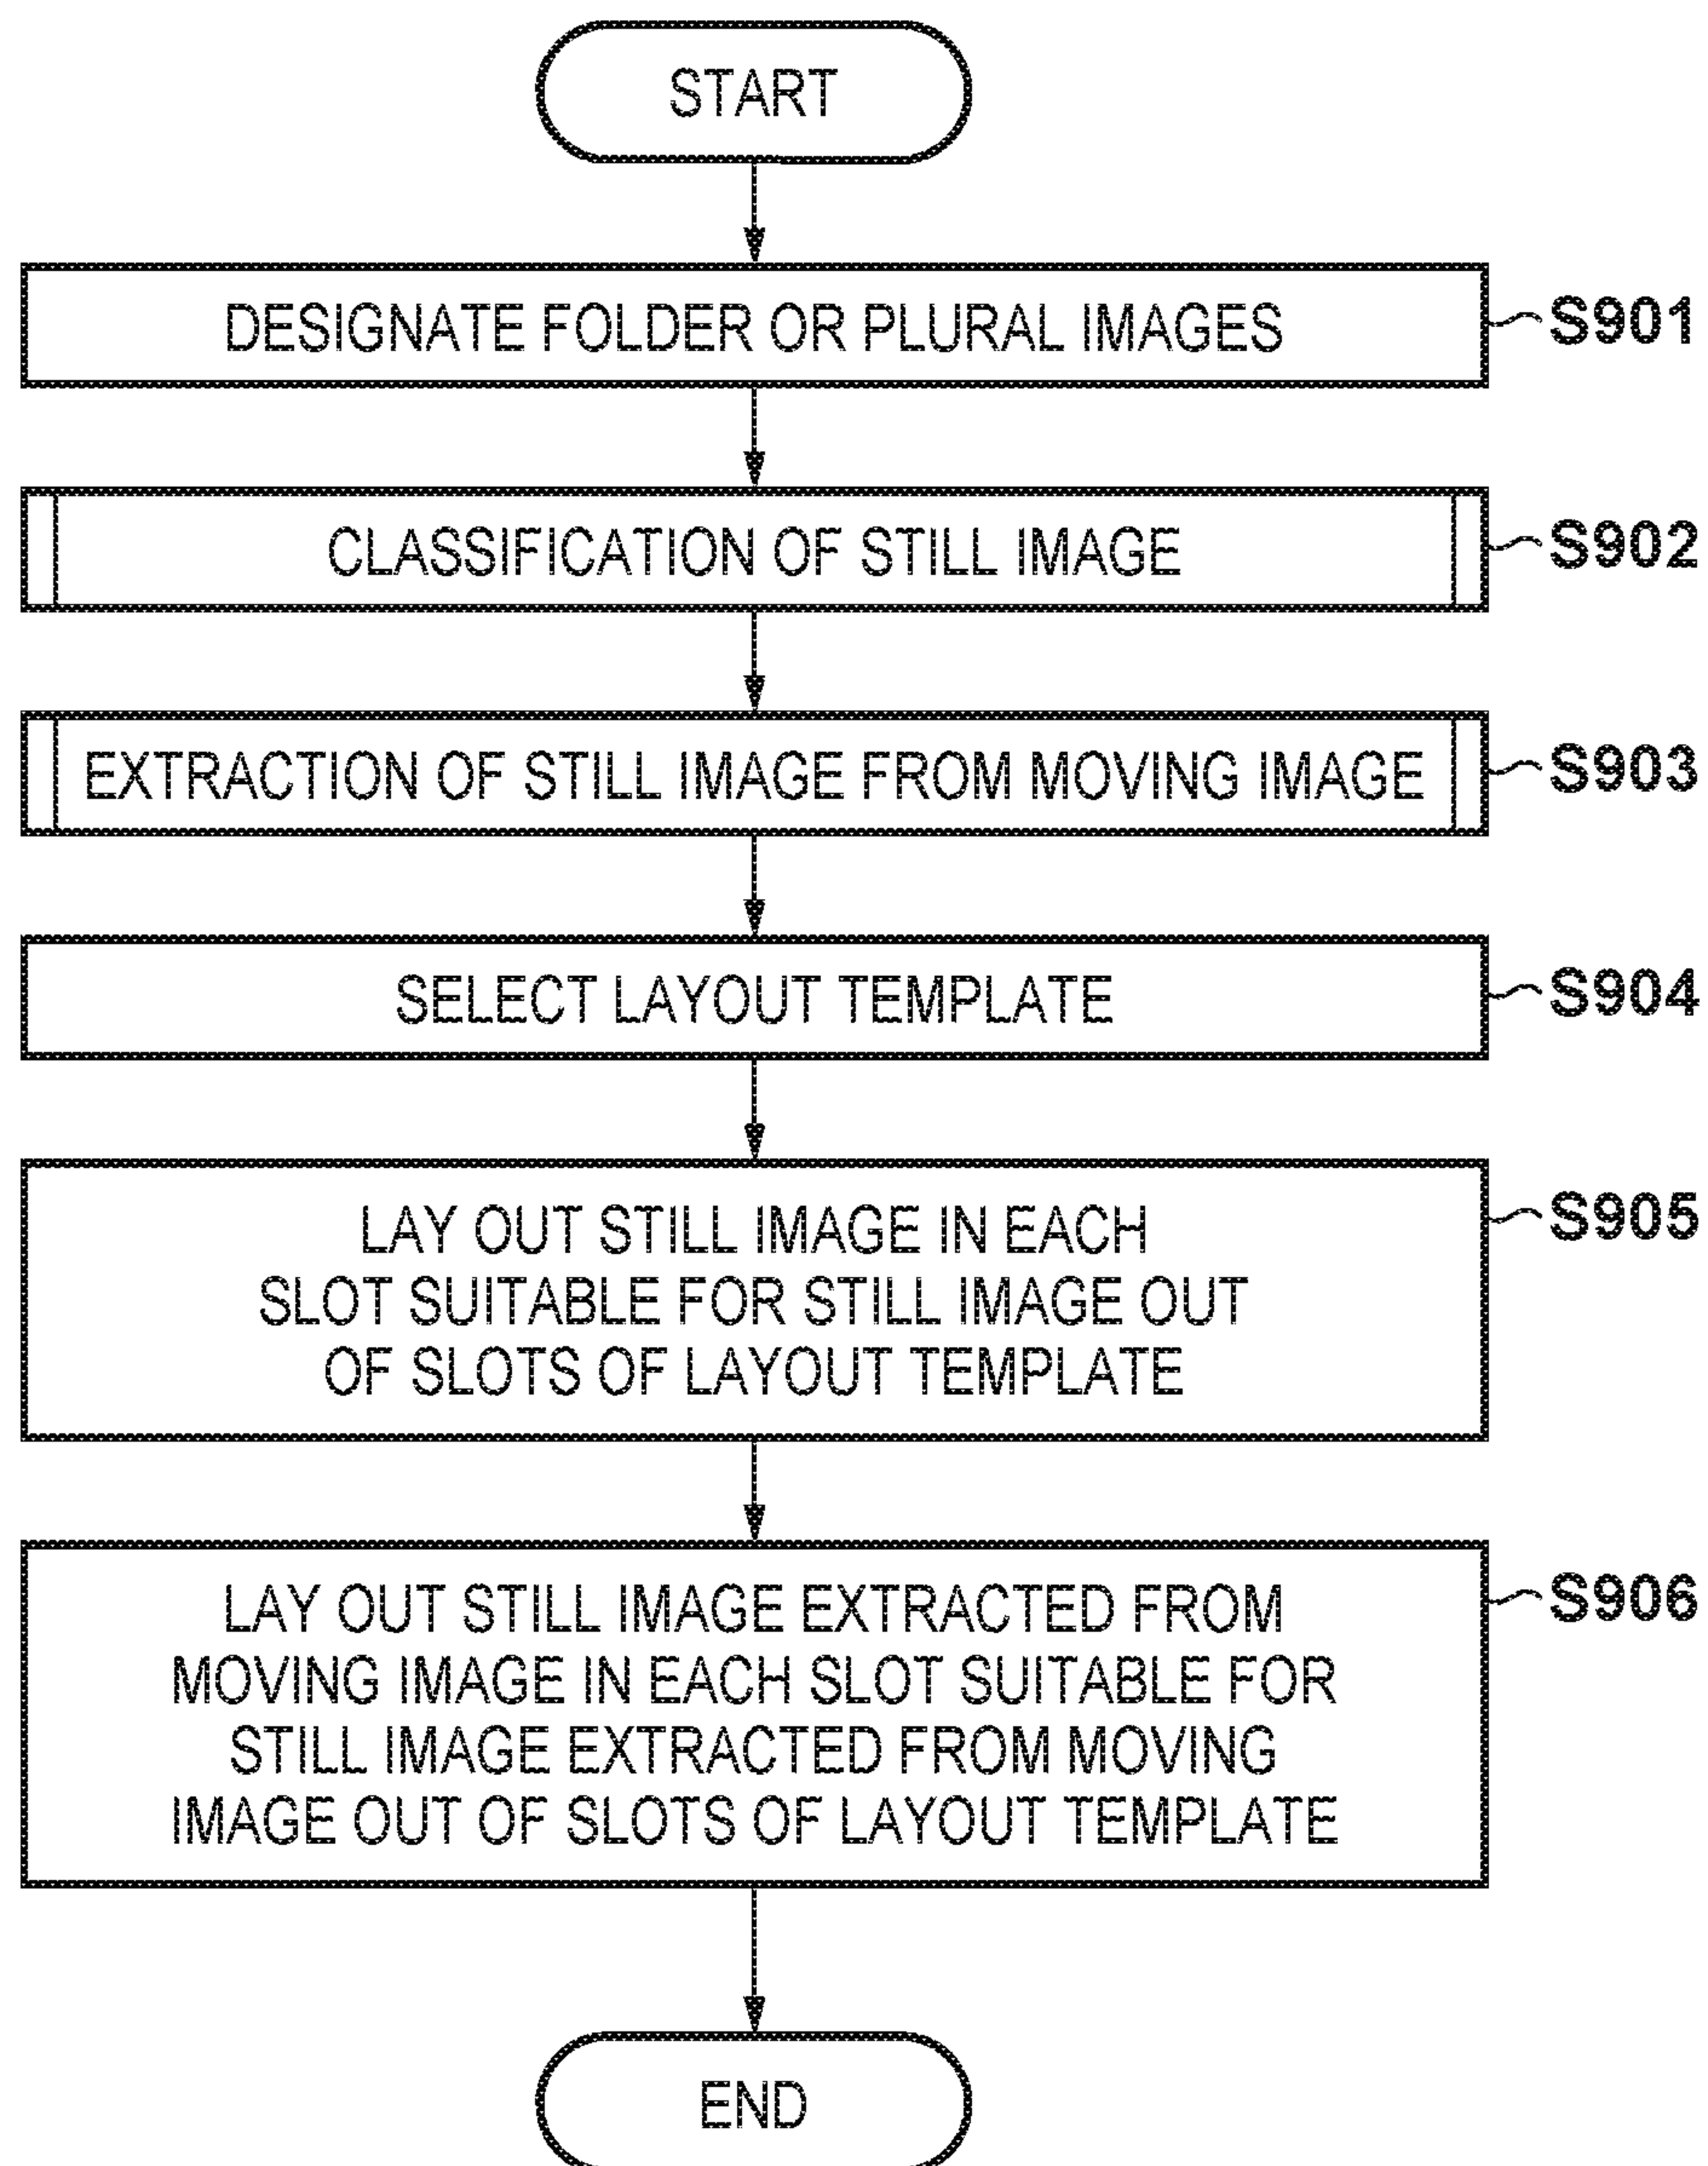 START
DESIGNATE FOLDER OR PLURAL IMAGES
S901
CLASSIFICATION OF STILL IMAGE
S902
EXTRACTION OF STILL IMAGE FROM MOVING IMAGE
S903
SELECT LAYOUT TEMPLATE
S904
LAY OUT STILL IMAGE IN EACH
SLOT SUITABLE FOR STILL IMAGE OUT
OF SLOTS OF LAYOUT TEMPLATE
S905
LAY OUT STILL IMAGE EXTRACTED FROM
MOVING IMAGE IN EACH SLOT SUITABLE FOR
STILL IMAGE EXTRACTED FROM MOVING
IMAGE OUT OF SLOTS OF LAYOUT TEMPLATE
S906
END